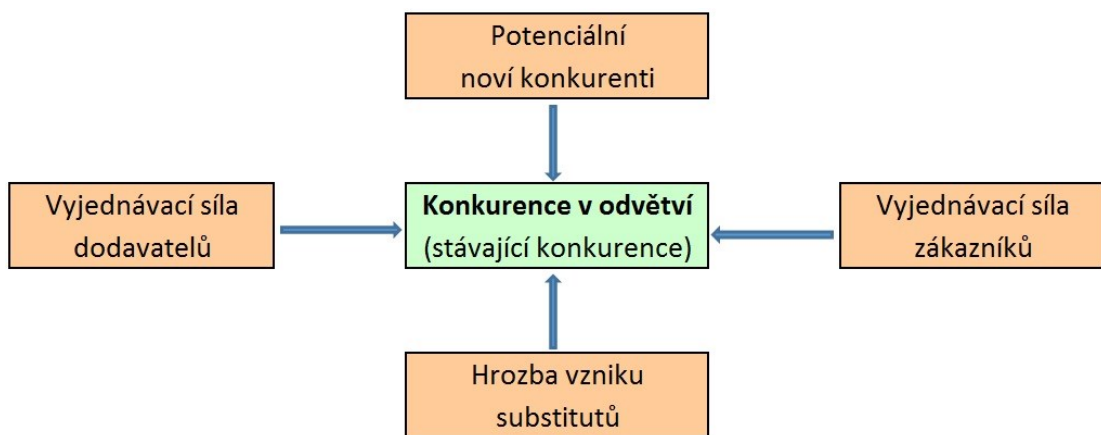 Potenciální
noví konkurenti
Vyjednávací síla
dodavatelů
Konkurence v odvětví
(stávající konkurence)
Vyjednávací síla
zákazníků
Hrozba vzniku
substitutů